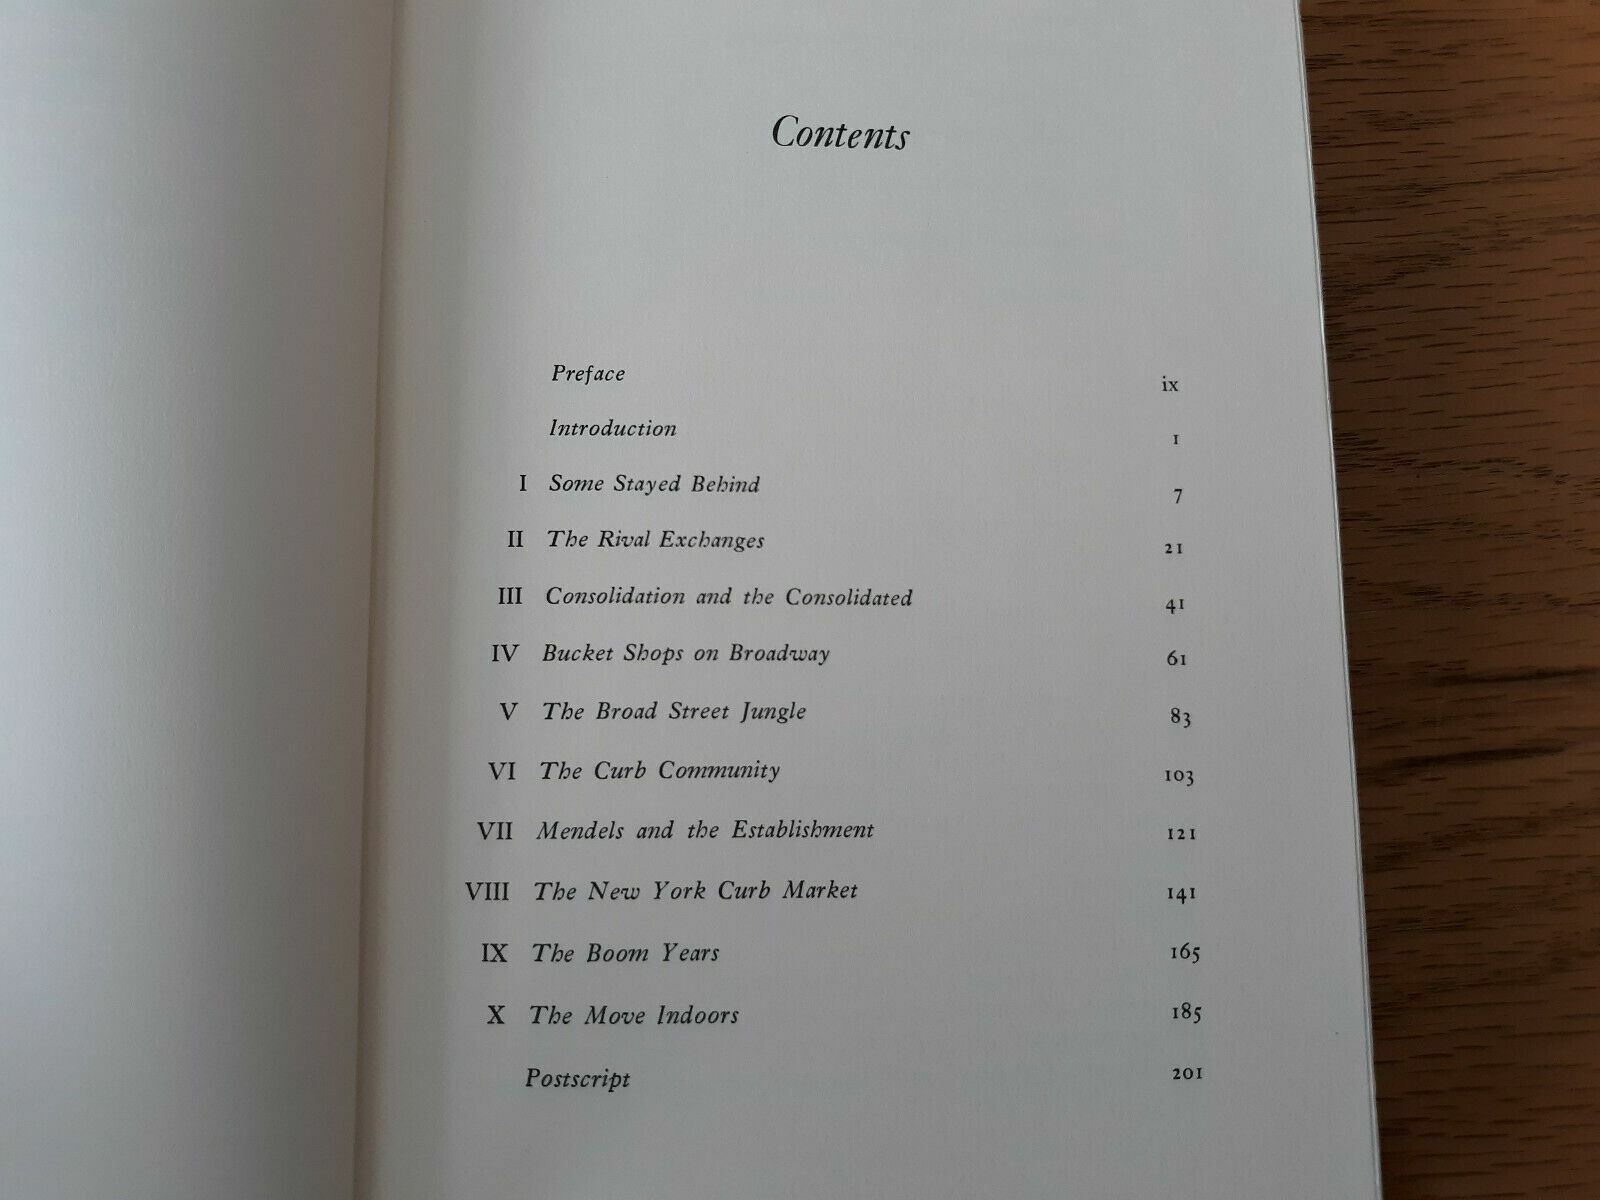 Contents
Preface ix
Introduction 1
I Some Stayed Behind 7
II The Rival Exchanges 21
III Consolidation and the Consolidated 41
IV Bucket Shops on Broadway 61
V The Broad Street Jungle 83
VI The Curb Community 103
VII Mendels and the Establishment 121
VIII The New York Curb Market 141
IX The Boom Years 165
X The Move Indoors 185
Postscript 201